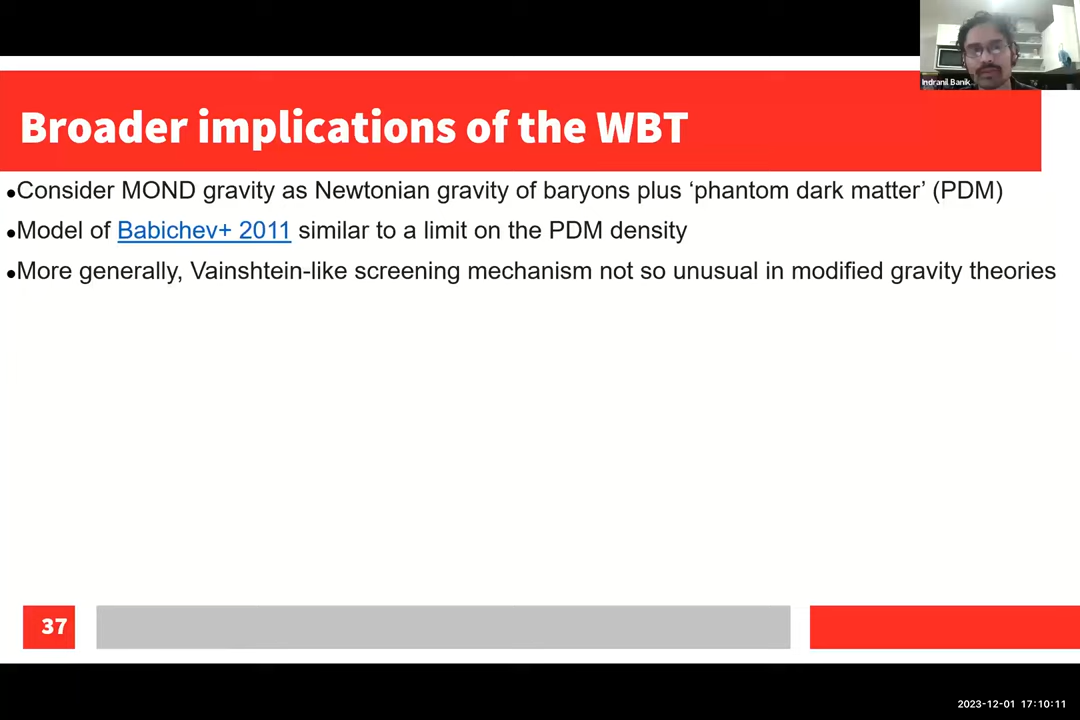 Indranil Banik
Broader implications of the WBT
●Consider MOND gravity as Newtonian gravity of baryons plus ‘phantom dark matter’ (PDM)
●Model of Babichev+ 2011 similar to a limit on the PDM density
●More generally, Vainshtein-like screening mechanism not so unusual in modified gravity theories
37
2023-12-01 17:10:11